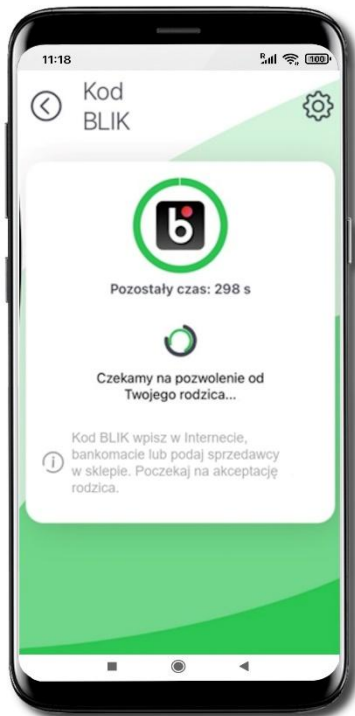 11:18
R
100
Kod
BLIK
b
Pozostały czas: 298 s
Czekamy na pozwolenie od
Twojego rodzica...
Kod BLIK wpisz w Internecie,
bankomacie lub podaj sprzedawcy
w sklepie. Poczekaj na akceptację
rodzica.